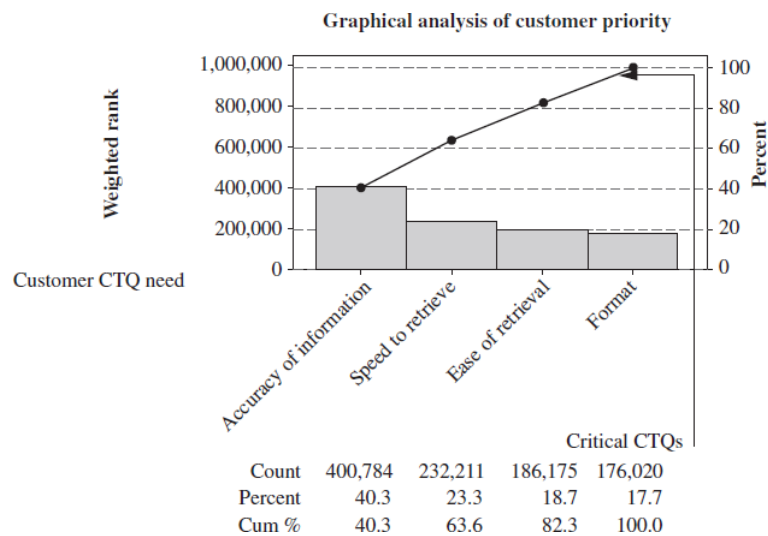 Graphical analysis of customer priority
Weighted rank
1,000,000
800,000
600,000
400,000
200,000
0
100
80
60
40
20
0
Percent
Customer CTQ need
Accuracy of information
Speed to retrieve
Ease of retrieval
Format
Critical CTQs
Count 400,784 232,211 186,175 176,020
Percent 40.3 23.3 18.7 17.7
Cum % 40.3 63.6 82.3 100.0